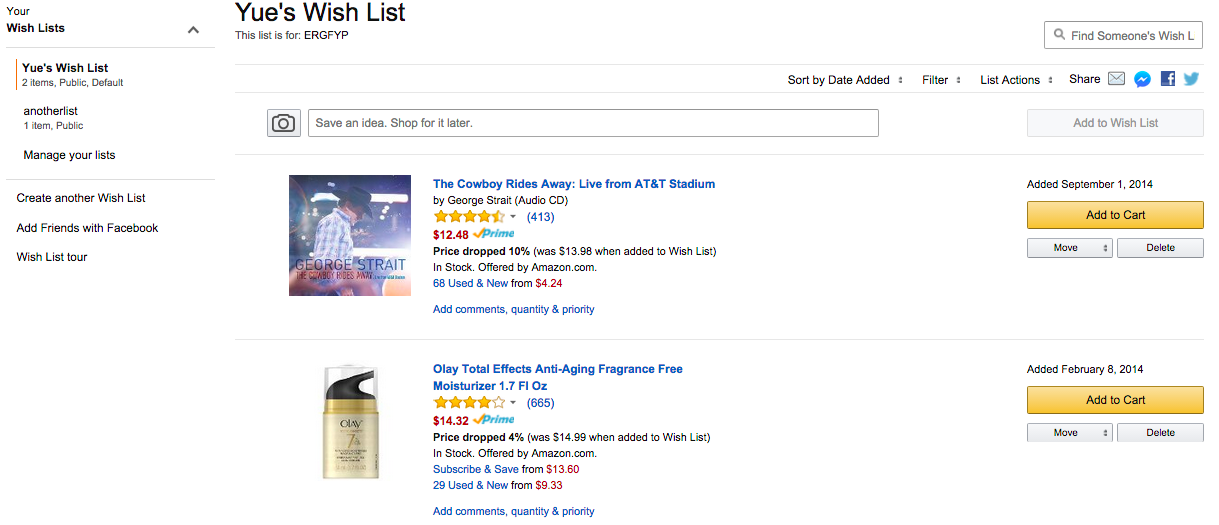 Your
Wish Lists
Yue's Wish List
2 items, Public, Default
anotherlist
1 item, Public
Manage your lists
Create another Wish List
Add Friends with Facebook
Wish List tour
Yue's Wish List
This list is for: ERGFYP
Find Someone's Wish L
Sort by Date Added
Filter
List Actions
Share
Save an idea. Shop for it later.
Add to Wish List
GEORGE STRAIT
THE COWBOY RIDES AWAY
The Cowboy Rides Away: Live from AT&T Stadium
by George Strait (Audio CD)
(413)
$12.48 Prime
Price dropped 10% (was $13.98 when added to Wish List)
In Stock. Offered by Amazon.com.
68 Used & New from $4.24
Add comments, quantity & priority
Added September 1, 2014
Add to Cart
Move
Delete
OLAY
7
Olay Total Effects Anti-Aging Fragrance Free
Moisturizer 1.7 Fl Oz
(665)
$14.32 Prime
Price dropped 4% (was $14.99 when added to Wish List)
In Stock. Offered by Amazon.com.
Subscribe & Save from $13.60
29 Used & New from $9.33
Add comments, quantity & priority
Added February 8, 2014
Add to Cart
Move
Delete